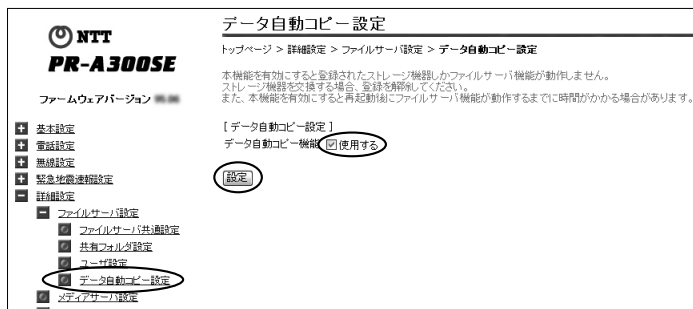 NTT
PR-A300SE
ファームウェアバージョン
基本設定
電話設定
無線設定
緊急地震速報設定
詳細設定
ファイルサーバ設定
ファイルサーバ共通設定
共有フォルダ設定
ユーザ設定
データ自動コピー設定
メディアサーバ設定
データ自動コピー設定
トップページ > 詳細設定 > ファイルサーバ設定 > データ自動コピー設定
本機能を有効にすると登録されたストレージ機器しかファイルサーバ機能が動作しません。
ストレージ機器を交換する場合、登録を解除してください。
また、本機能を有効にすると再起動後にファイルサーバ機能が動作するまでに時間がかかる場合があります。
[ データ自動コピー設定 ]
データ自動コピー機能 使用する
設定